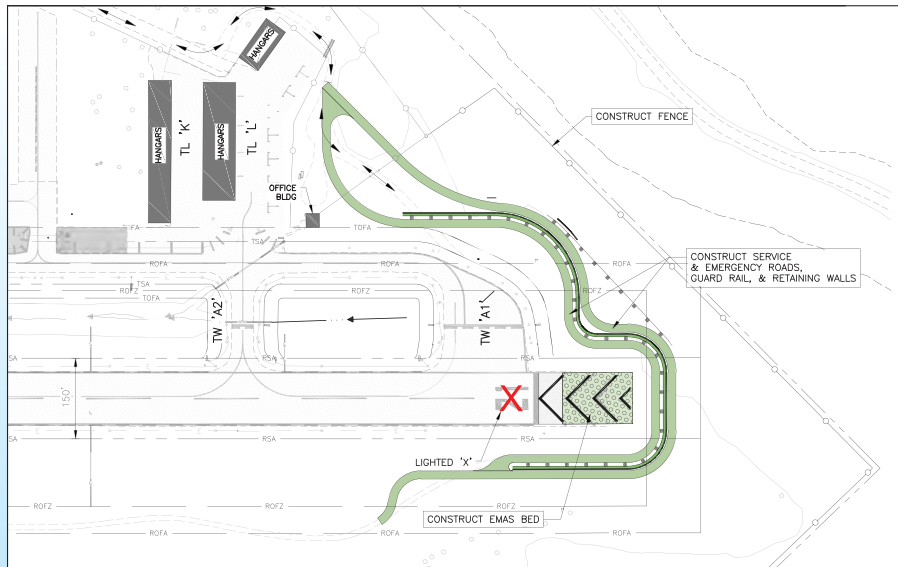 HANGARS
CONSTRUCT FENCE
HANGARS
TL 'K'
HANGARS
TL 'L'
OFFICE
BLDG
TSA
TOFA
ROFA
ROFA
ROFA
CONSTRUCT SERVICE
& EMERGENCY ROADS,
GUARD RAIL, & RETAINING WALLS
TSA
ROFZ
ROFZ
ROFZ
TOFA
TW 'A2'
TW 'A1'
RSA
RSA
RSA
150'
RSA
RSA
LIGHTED 'X'
ROFZ
ROFZ
CONSTRUCT EMAS BED
ROFA
ROFA
ROFA